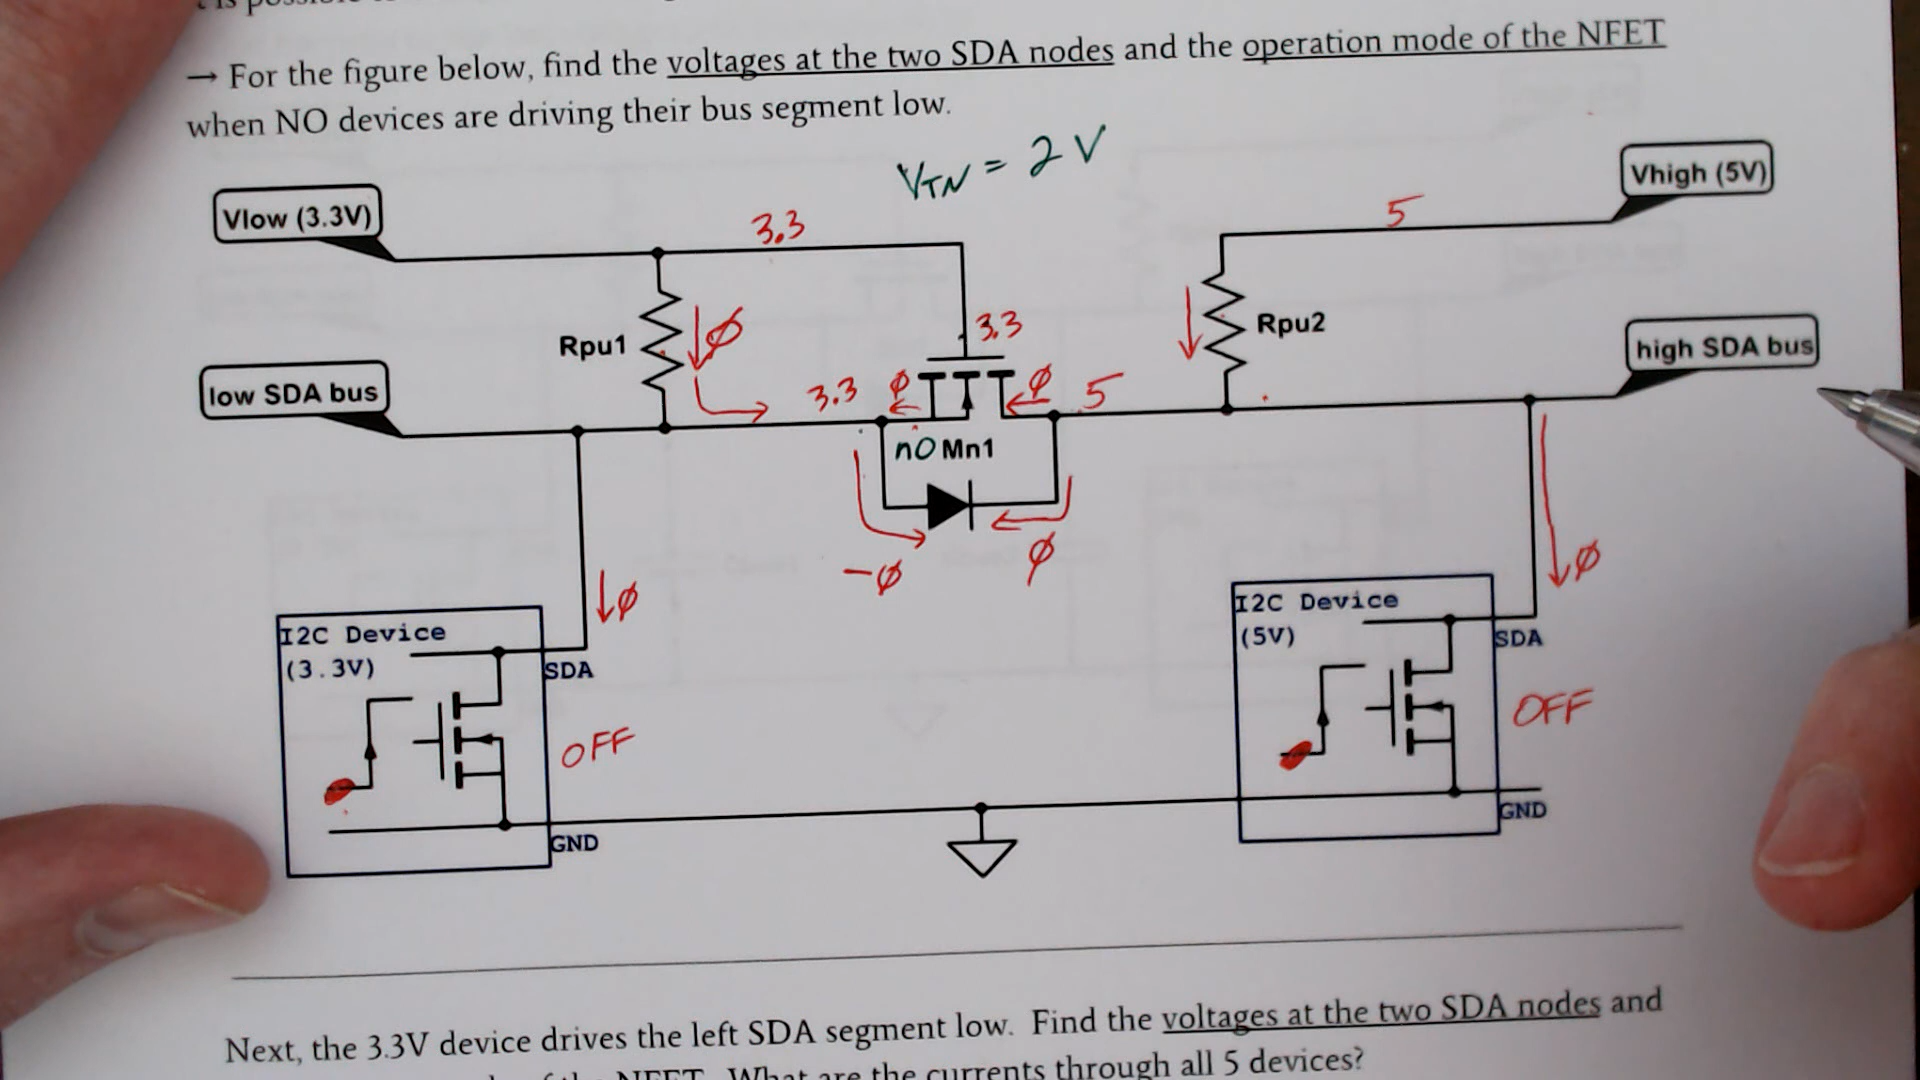 → For the figure below, find the voltages at the two SDA nodes and the operation mode of the NFET
when NO devices are driving their bus segment low.
VTN = 2 V
Vhigh (5V)
Vlow (3.3V)
3.3
5
3.3
Rpu1
Ø
Rpu2
high SDA bus
low SDA bus
3.3
Ø
Ø
5
nO Mn1
-Ø
Ø
Ø
Ø
I2C Device
(3.3V)
SDA
OFF
GND
I2C Device
(5V)
SDA
OFF
GND
Next, the 3.3V device drives the left SDA segment low. Find the voltages at the two SDA nodes and
NFET. What are the currents through all 5 devices?